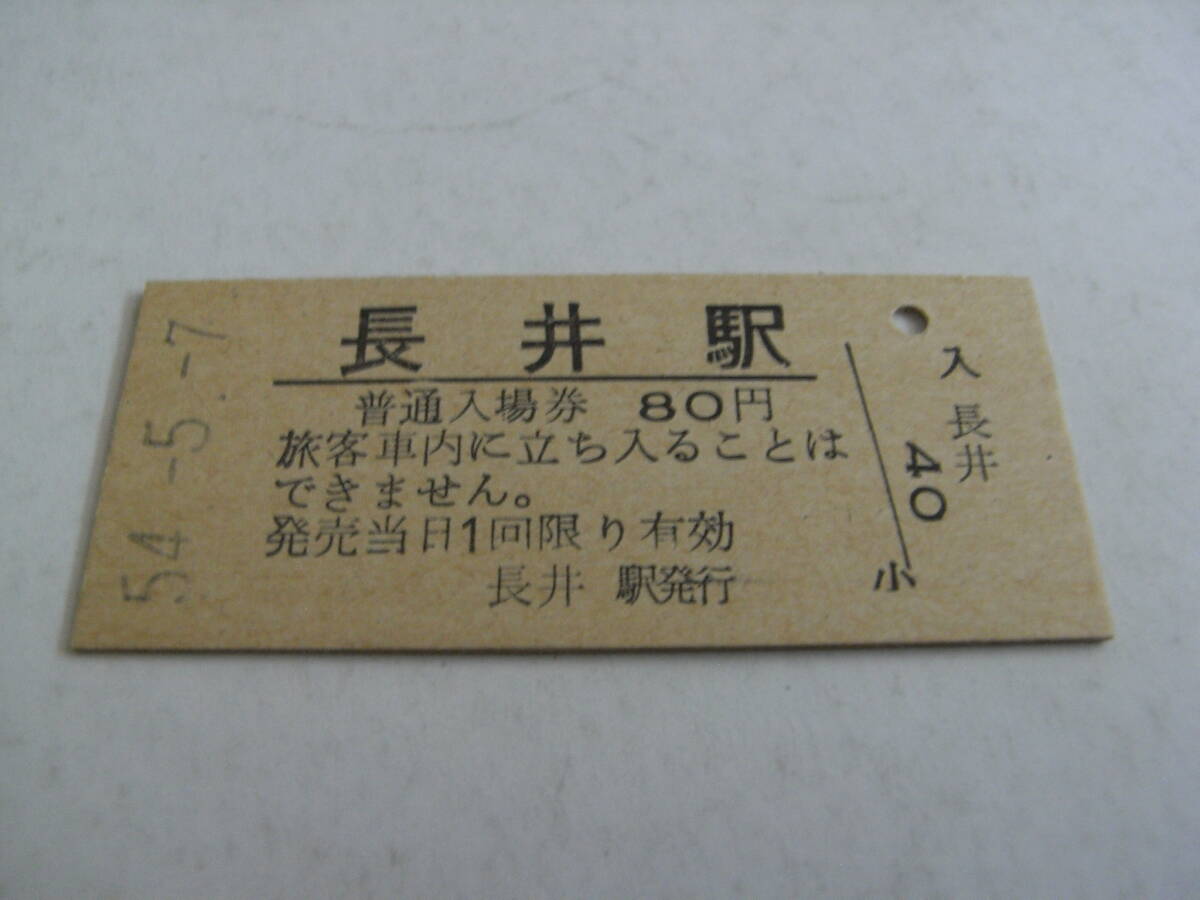 54.-5.-7
長井駅
普通入場券 80円
旅客車内に立ち入ることは
できません。
発売当日1回限り有効
長井 駅発行
入
長井
40
小